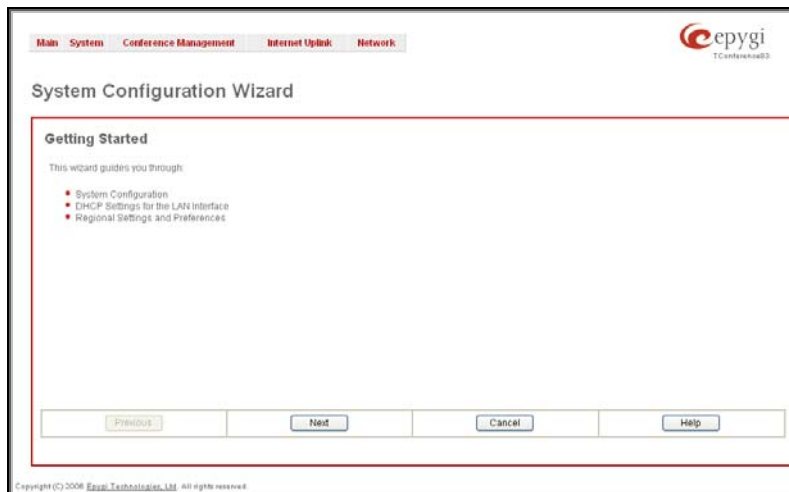 Main System Conference Management Internet Uplink Network
epygi
TConference83
System Configuration Wizard
Getting Started
This wizard guides you through:
System Configuration
DHCP Settings for the LAN Interface
Regional Settings and Preferences
Previous Next Cancel Help
Copyright (C) 2006 Epygi Technologies, Ltd. All rights reserved.